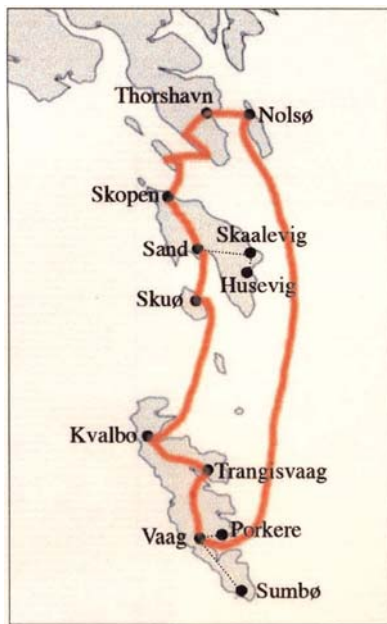 Thorshavn
Nolsø
Skopen
Skaalevig
Sand
Husevig
Skuø
Kvalbo
Trangisvaag
Vaag
Porkere
Sumbø